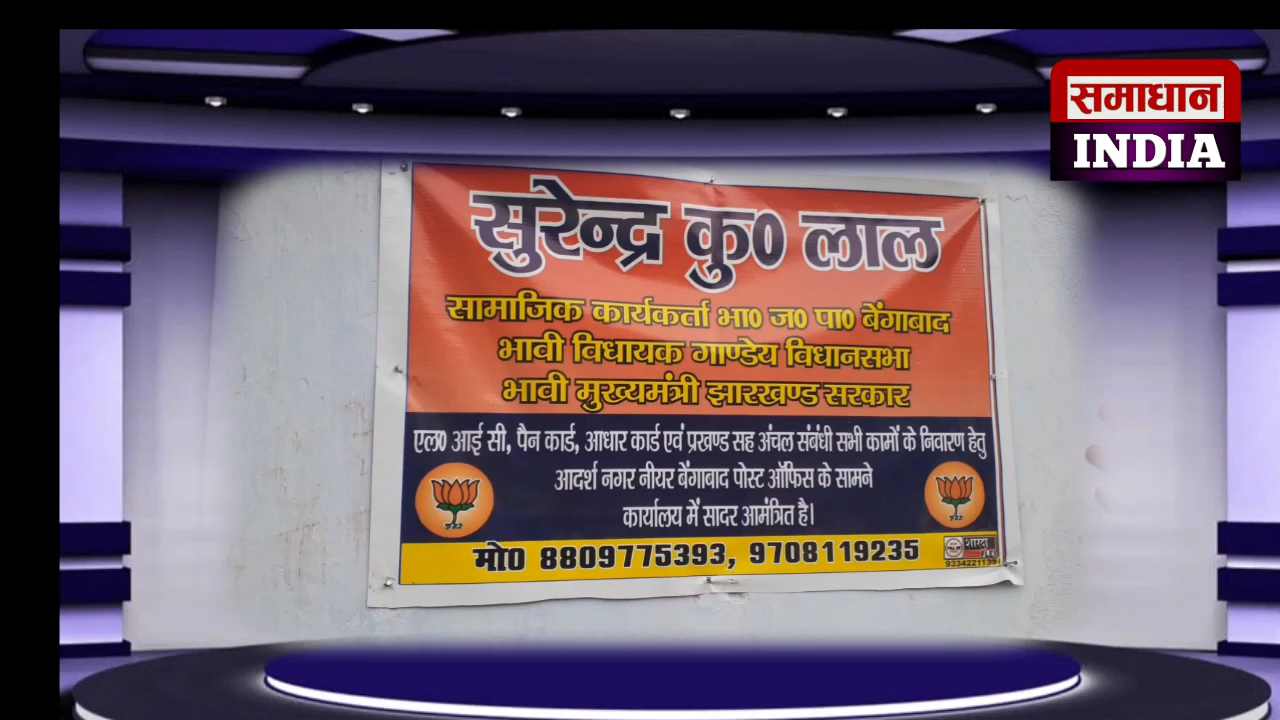 समाधान
INDIA
सुरेन्द्र कु० लाल
सामाजिक कार्यकर्ता भा० ज० पा० बेंगाबाद
भावी विधायक गाण्डेय विधानसभा
भावी मुख्यमंत्री झारखण्ड सरकार
एल० आई सी, पैन कार्ड, आधार कार्ड एवं प्रखण्ड सह अंचल संबंधी सभी कामों के निवारण हेतु
आदर्श नगर नीयर बेंगाबाद पोस्ट ऑफिस के सामने
कार्यालय में सादर आमंत्रित है।
मो० 8809775393, 9708119235
शारदा